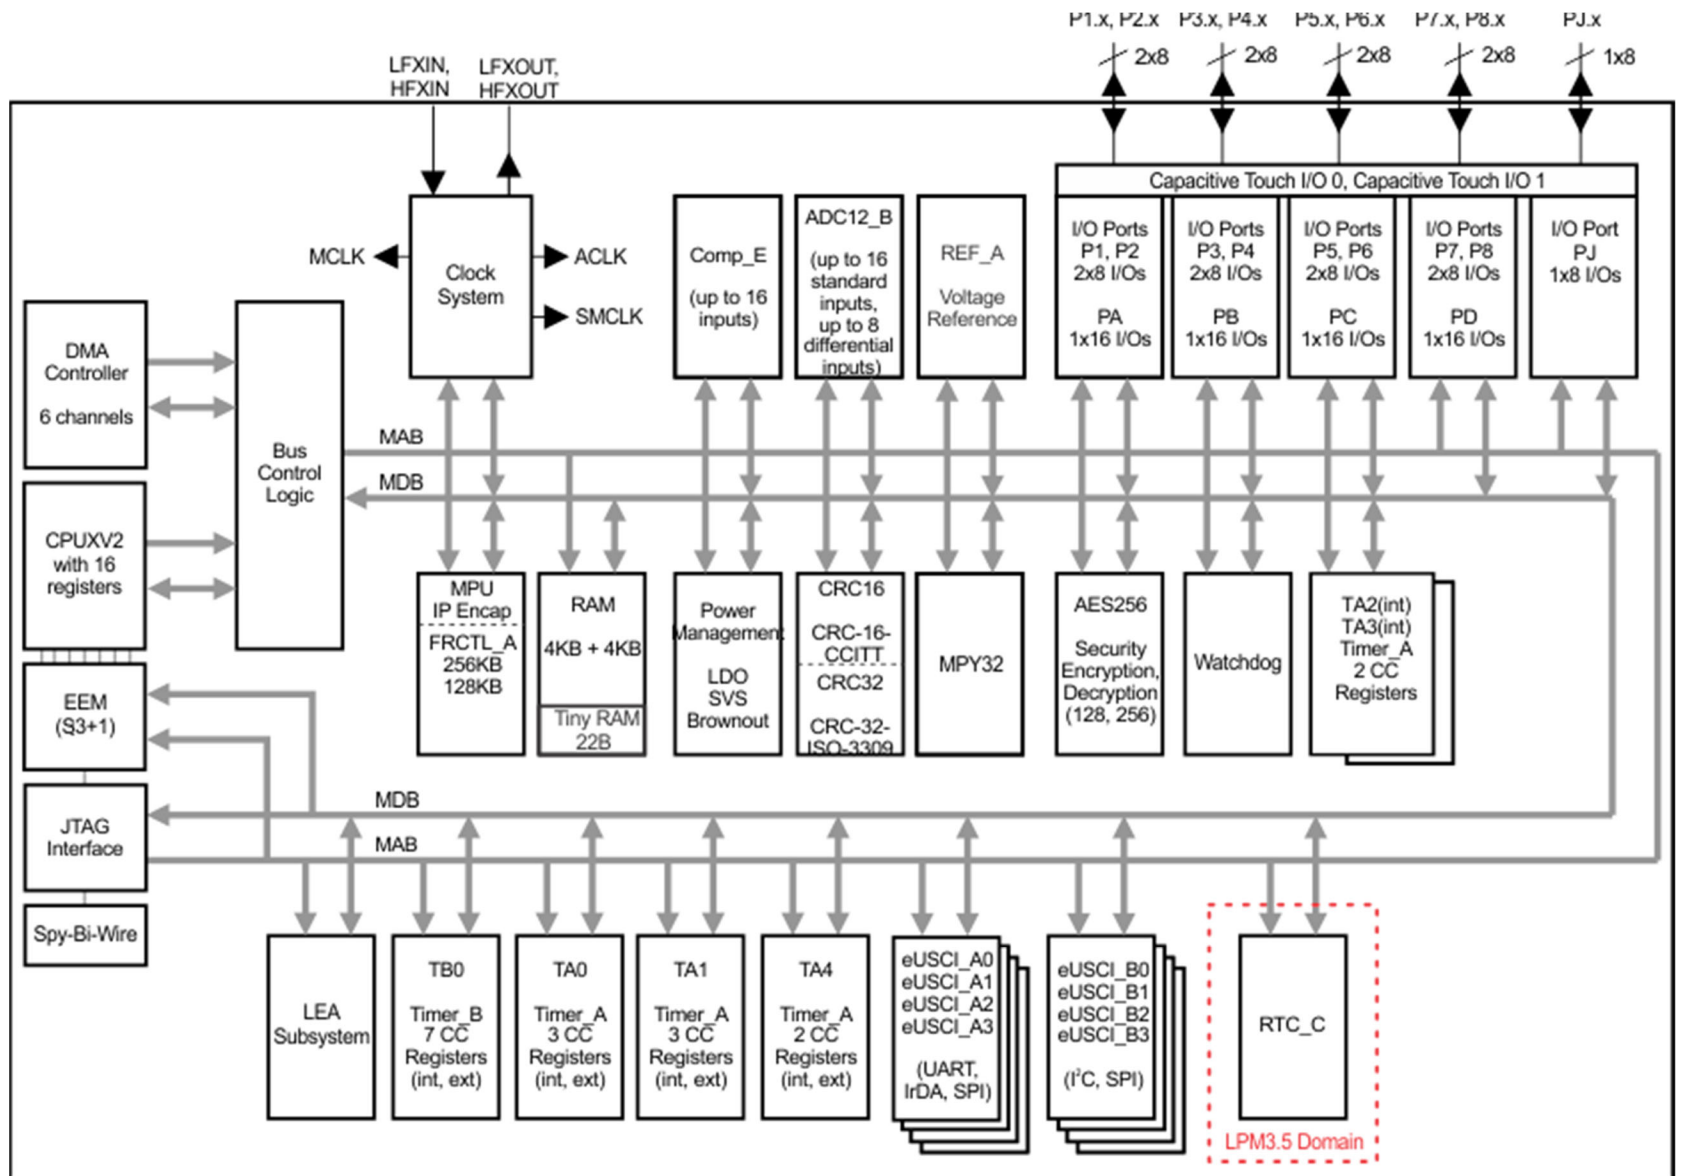 P1.x, P2.x
P3.x, P4.x
P5.x, P6.x
P7.x, P8.x
PJ.x
2x8
2x8
2x8
2x8
1x8
LFXIN,
HFXIN
LFXOUT,
HFXOUT
Capacitive Touch I/O 0, Capacitive Touch I/O 1
MCLK
Clock
System
ACLK
SMCLK
Comp_E
(up to 16
inputs)
ADC12_B
(up to 16
standard
inputs,
up to 8
differential
inputs)
REF_A
Voltage
Reference
I/O Ports
P1, P2
2x8 I/Os
PA
1x16 I/Os
I/O Ports
P3, P4
2x8 I/Os
PB
1x16 I/Os
I/O Ports
P5, P6
2x8 I/Os
PC
1x16 I/Os
I/O Ports
P7, P8
2x8 I/Os
PD
1x16 I/Os
I/O Port
PJ
1x8 I/Os
DMA
Controller
6 channels
Bus
Control
Logic
MAB
MDB
CPUXV2
with 16
registers
MPU
IP Encap
FRCTL_A
256KB
128KB
RAM
4KB + 4KB
Tiny RAM
22B
Power
Management
LDO
SVS
Brownout
CRC16
CRC-16-
CCITT
CRC32
CRC-32-
ISO-3309
MPY32
AES256
Security
Encryption,
Decryption
(128, 256)
Watchdog
TA2(int)
TA3(int)
Timer_A
2 CC
Registers
EEM
(S3+1)
MDB
MAB
JTAG
Interface
Spy-Bi-Wire
LEA
Subsystem
TB0
Timer_B
7 CC
Registers
(int, ext)
TA0
Timer_A
3 CC
Registers
(int, ext)
TA1
Timer_A
3 CC
Registers
(int, ext)
TA4
Timer_A
2 CC
Registers
(int, ext)
eUSCI_A0
eUSCI_A1
eUSCI_A2
eUSCI_A3
(UART,
IrDA, SPI)
eUSCI_B0
eUSCI_B1
eUSCI_B2
eUSCI_B3
(I²C, SPI)
RTC_C
LPM3.5 Domain